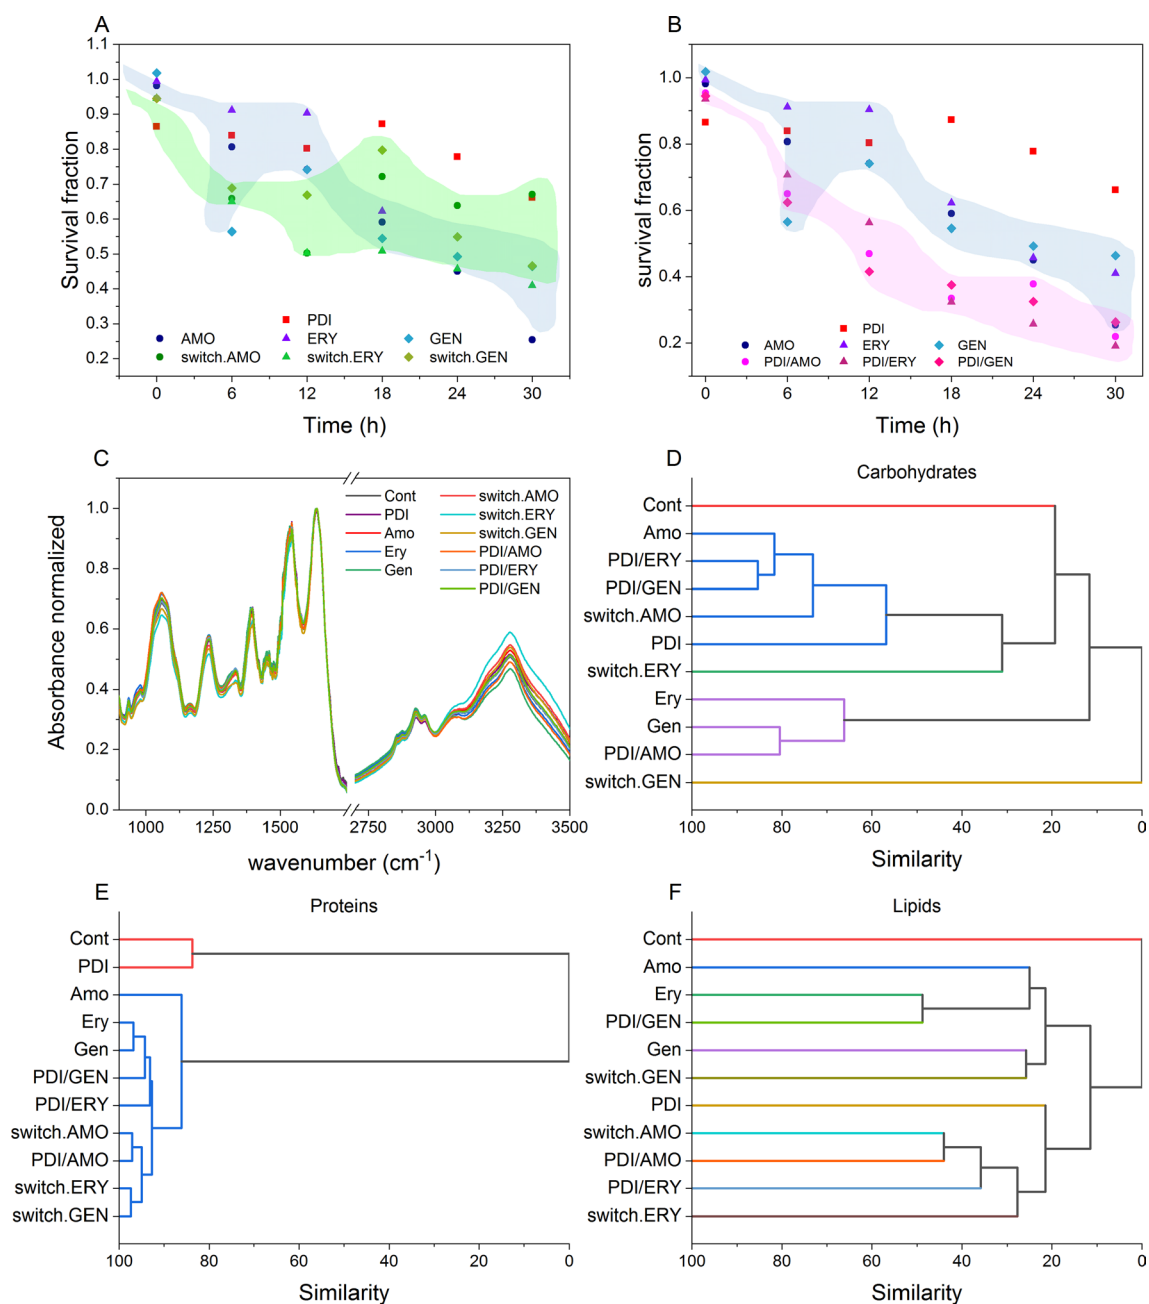 A
1.1
1.0
0.9
0.8
0.7
0.6
0.5
0.4
0.3
0.2
Survival fraction
PDI
AMO
ERY
GEN
switch.AMO
switch.ERY
switch.GEN
0
6
12
18
24
30
Time (h)
B
1.0
0.8
0.6
0.4
0.2
survival fraction
PDI
AMO
ERY
GEN
PDI/AMO
PDI/ERY
PDI/GEN
0
6
12
18
24
30
Time (h)
C
1.0
0.8
0.6
0.4
0.2
0.0
Absorbance normalized
Cont
PDI
Amo
Ery
Gen
switch.AMO
switch.ERY
switch.GEN
PDI/AMO
PDI/ERY
PDI/GEN
1000
1250
1500
2750
3000
3250
3500
wavenumber (cm⁻¹)
D
Carbohydrates
Cont
Amo
PDI/ERY
PDI/GEN
switch.AMO
PDI
switch.ERY
Ery
Gen
PDI/AMO
switch.GEN
100
80
60
40
20
0
Similarity
E
Proteins
Cont
PDI
Amo
Ery
Gen
PDI/GEN
PDI/ERY
switch.AMO
PDI/AMO
switch.ERY
switch.GEN
100
80
60
40
20
0
Similarity
F
Lipids
Cont
Amo
Ery
PDI/GEN
Gen
switch.GEN
PDI
switch.AMO
PDI/AMO
PDI/ERY
switch.ERY
100
80
60
40
20
0
Similarity